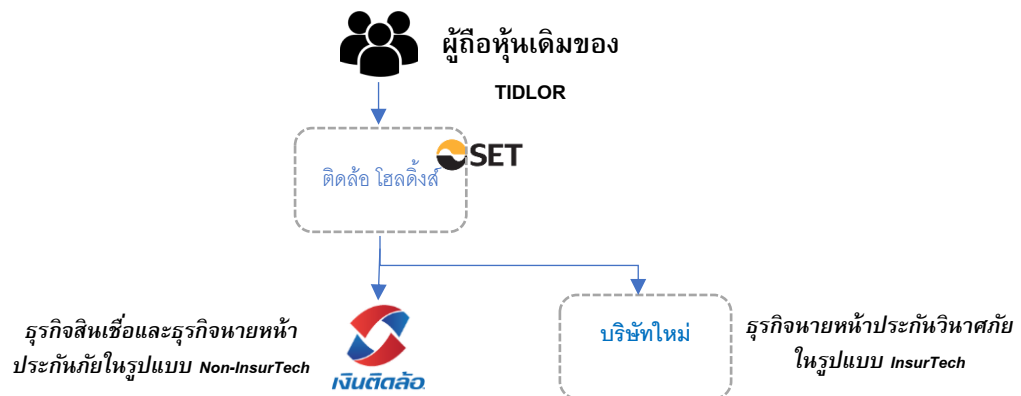 ผู้ถือหุ้นเดิมของ
TIDLOR
SET
ติดล้อ โฮลดิ้งส์
ธุรกิจสินเชื่อและธุรกิจนายหน้า
ประกันภัยในรูปแบบ Non-InsurTech
เงินติดล้อ
บริษัทใหม่
ธุรกิจนายหน้าประกันวินาศภัย
ในรูปแบบ InsurTech